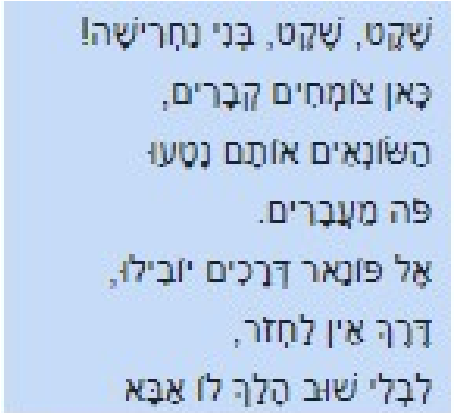 שֶׁקֶט, שֶׁקֶט, בְּנִי נַחְרִישָׁה!
כָּאן צוֹמְחִים קְבָרִים,
הַשּׂוֹנְאִים אוֹתָם נָטָעוּ
פֹּה מֵעֲבָרִים.
אֶל פּוֹנָאר דְּרָכִים יוֹבִילוּ,
דֶּרֶךְ אֵין לַחְזֹר,
לִבְלִי שׁוּב הָלַךְ לוֹ אַבָּא